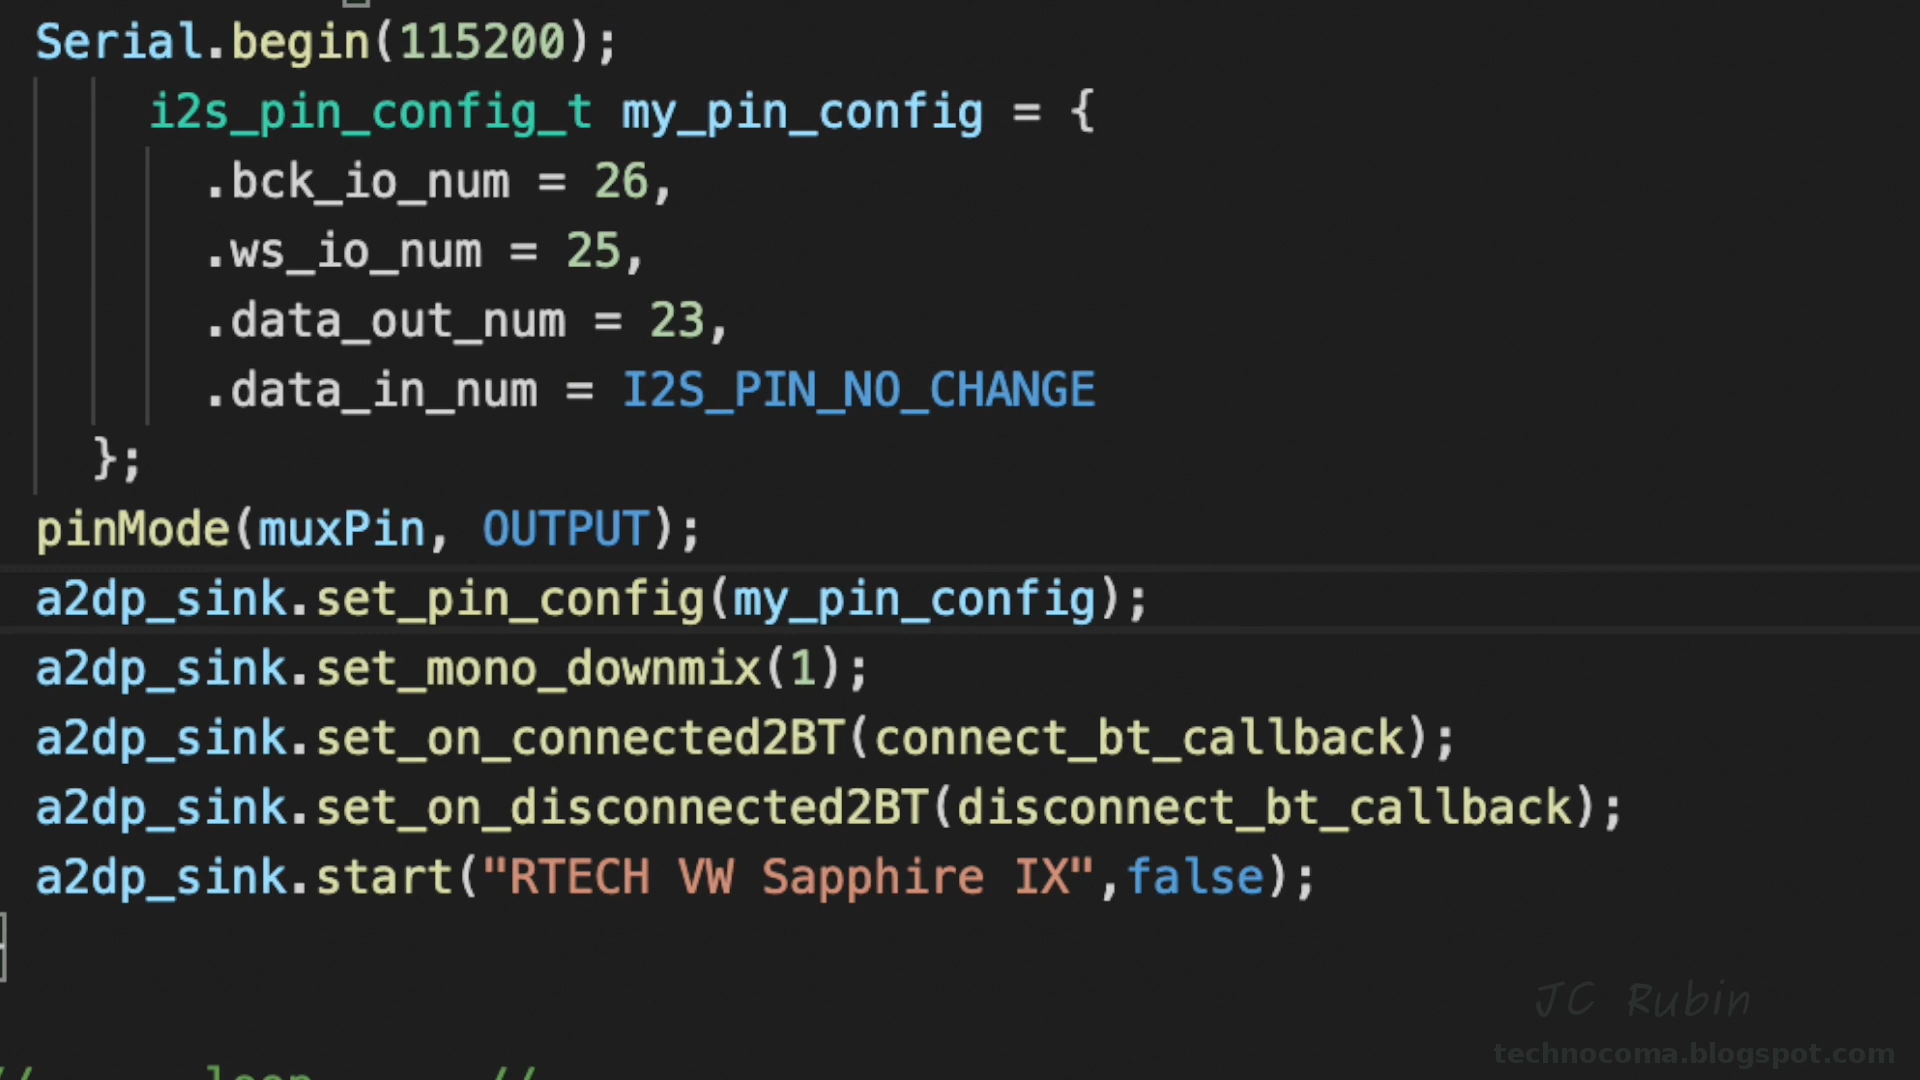 Serial.begin(115200);
i2s_pin_config_t my_pin_config = {
.bck_io_num = 26,
.ws_io_num = 25,
.data_out_num = 23,
.data_in_num = I2S_PIN_NO_CHANGE
};
pinMode(muxPin, OUTPUT);
a2dp_sink.set_pin_config(my_pin_config);
a2dp_sink.set_mono_downmix(1);
a2dp_sink.set_on_connected2BT(connect_bt_callback);
a2dp_sink.set_on_disconnected2BT(disconnect_bt_callback);
a2dp_sink.start("RTECH VW Sapphire IX",false);
JC Rubin
technocoma.blogspot.com
// loop //